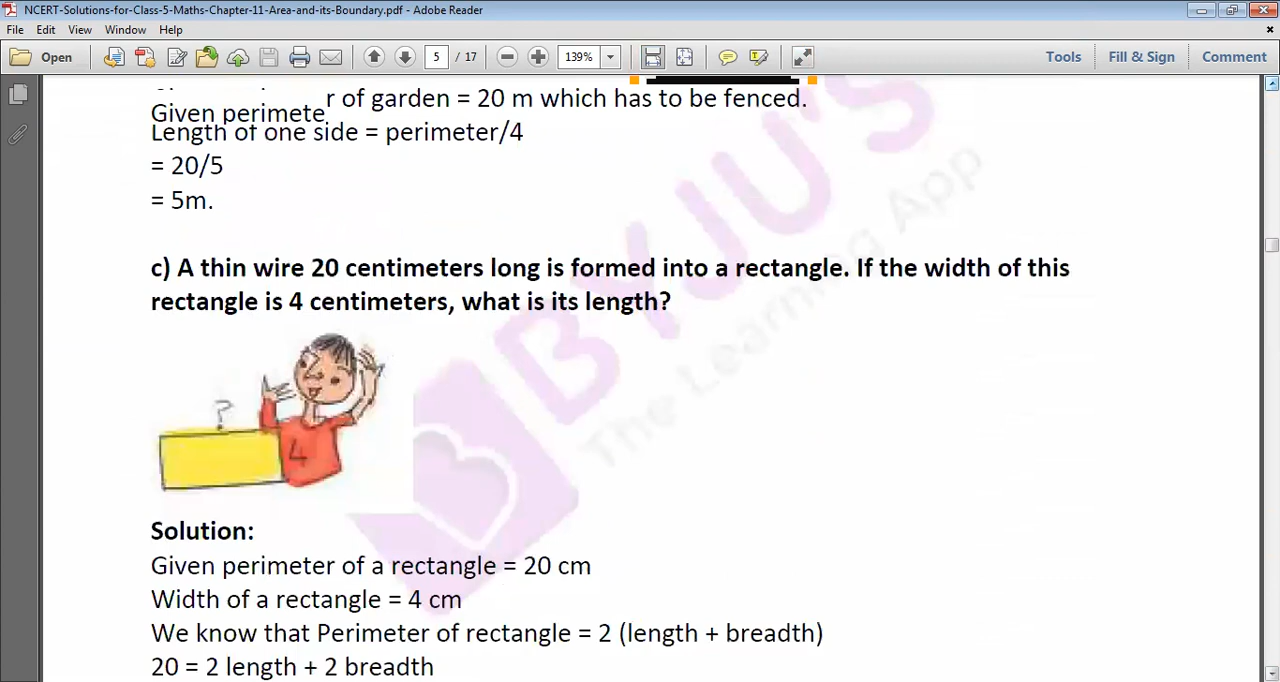 NCERT-Solutions-for-Class-5-Maths-Chapter-11-Area-and-its-Boundary.pdf - Adobe Reader
File Edit View Window Help
Open 5 / 17 139% Tools Fill & Sign Comment
Given perimeter of garden = 20 m which has to be fenced.
Length of one side = perimeter/4
= 20/5
= 5m.
c) A thin wire 20 centimeters long is formed into a rectangle. If the width of this
rectangle is 4 centimeters, what is its length?
?
4
BYJU'S
The Learning App
Solution:
Given perimeter of a rectangle = 20 cm
Width of a rectangle = 4 cm
We know that Perimeter of rectangle = 2 (length + breadth)
20 = 2 length + 2 breadth